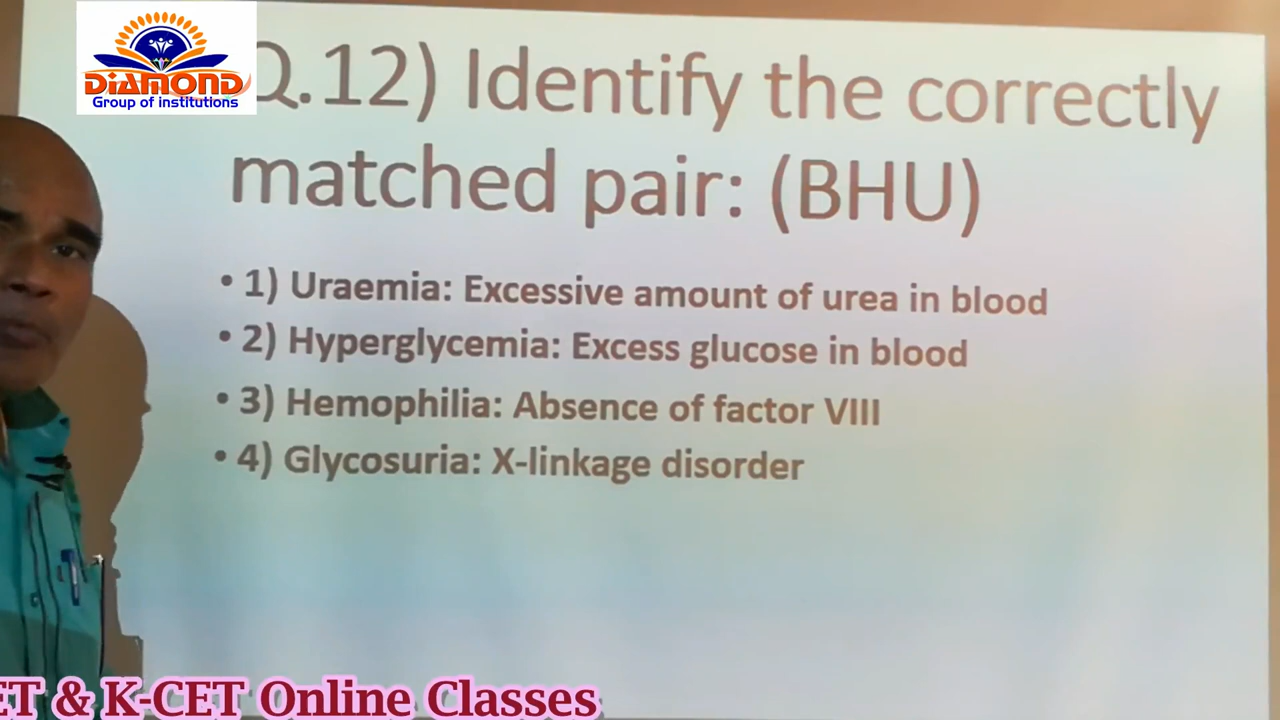 DIAMOND
Group of institutions
Q.12) Identify the correctly
matched pair: (BHU)
• 1) Uraemia: Excessive amount of urea in blood
• 2) Hyperglycemia: Excess glucose in blood
• 3) Hemophilia: Absence of factor VIII
• 4) Glycosuria: X-linkage disorder
ET & K-CET Online Classes